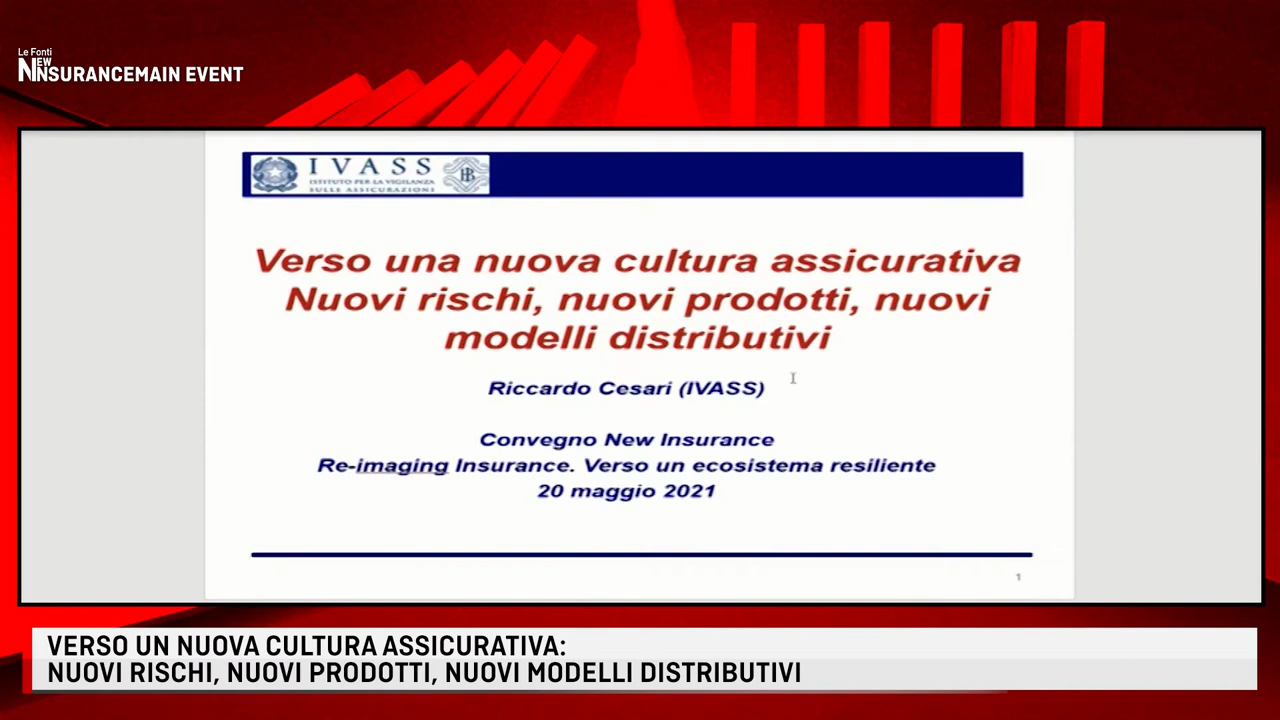 Le Fonti
NEW
INSURANCEMAIN EVENT
IVASS
ISTITUTO PER LA VIGILANZA
SULLE ASSICURAZIONI
Verso una nuova cultura assicurativa
Nuovi rischi, nuovi prodotti, nuovi
modelli distributivi
Riccardo Cesari (IVASS)
Convegno New Insurance
Re-imaging Insurance. Verso un ecosistema resiliente
20 maggio 2021
1
VERSO UN NUOVA CULTURA ASSICURATIVA:
NUOVI RISCHI, NUOVI PRODOTTI, NUOVI MODELLI DISTRIBUTIVI